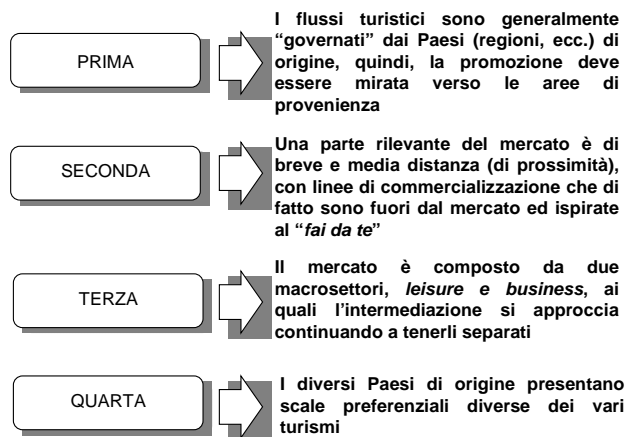 PRIMA
I flussi turistici sono generalmente
“governati” dai Paesi (regioni, ecc.) di
origine, quindi, la promozione deve
essere mirata verso le aree di
provenienza
SECONDA
Una parte rilevante del mercato è di
breve e media distanza (di prossimità),
con linee di commercializzazione che di
fatto sono fuori dal mercato ed ispirate
al “fai da te”
TERZA
Il mercato è composto da due
macrosettori, leisure e business, ai
quali l’intermediazione si approccia
continuando a tenerli separati
QUARTA
I diversi Paesi di origine presentano
scale preferenziali diverse dei vari
turismi